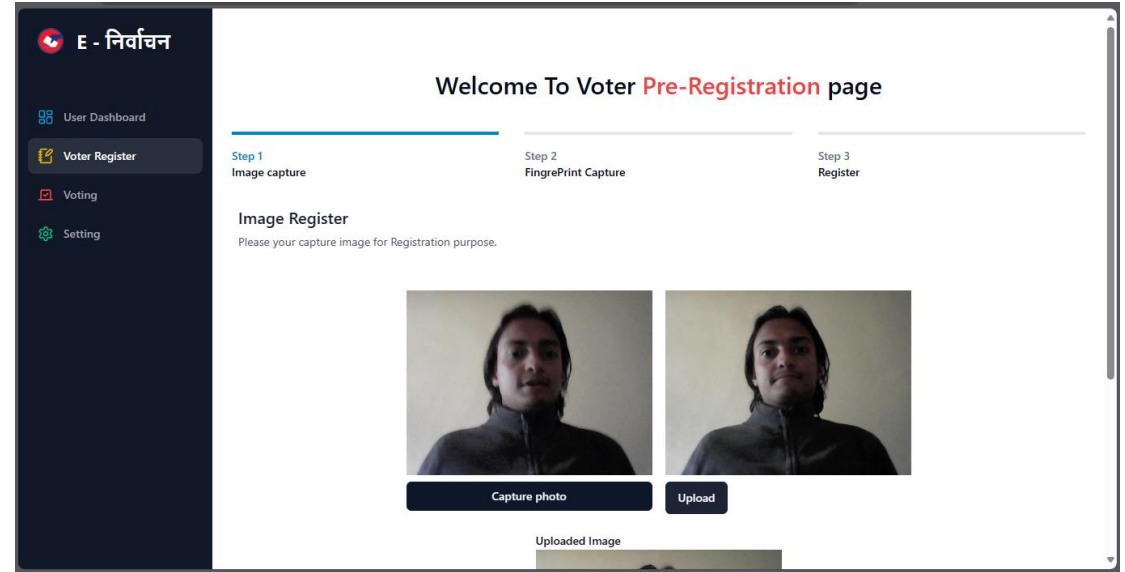 E - निर्वाचन
User Dashboard
Voter Register
Voting
Setting
Welcome To Voter Pre-Registration page
Step 1
Image capture
Step 2
FingrePrint Capture
Step 3
Register
Image Register
Please your capture image for Registration purpose.
Capture photo
Upload
Uploaded Image